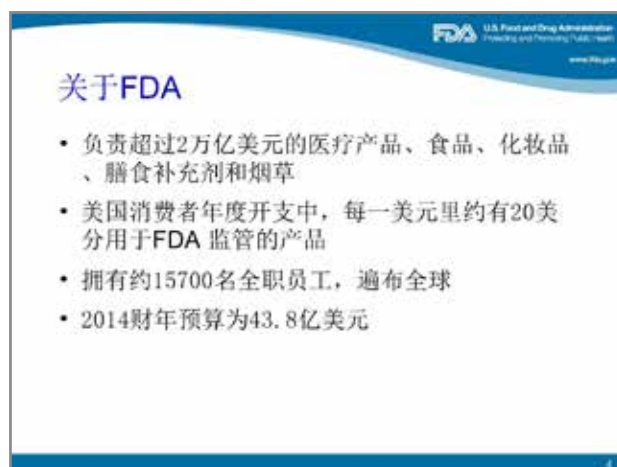 FDA U.S. Food and Drug Administration
Protecting and Promoting Public Health
www.fda.gov
关于FDA
• 负责超过2万亿美元的医疗产品、食品、化妆品
、膳食补充剂和烟草
• 美国消费者年度开支中，每一美元里约有20美
分用于FDA 监管的产品
• 拥有约15700名全职员工，遍布全球
• 2014财年预算为43.8亿美元
4